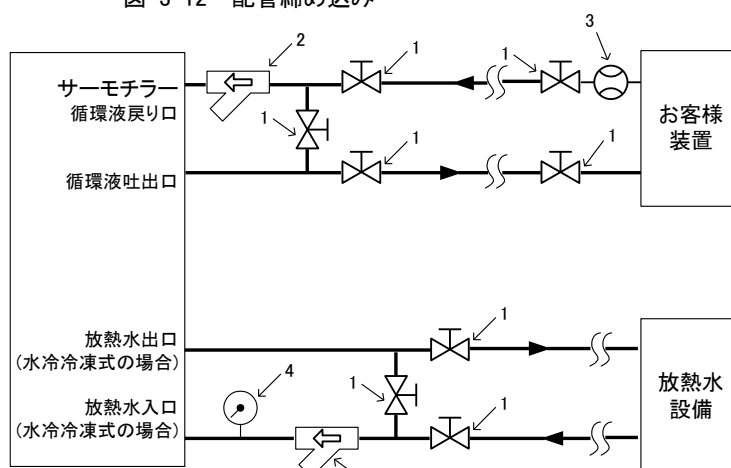 図 3-12 配管締め込み
2
1
1
3
サーモチラー
循環液戻り口
1
お客様
装置
1
1
循環液吐出口
放熱水出口
(水冷冷凍式の場合)
1
4
1
放熱水
設備
放熱水入口
(水冷冷凍式の場合)
1